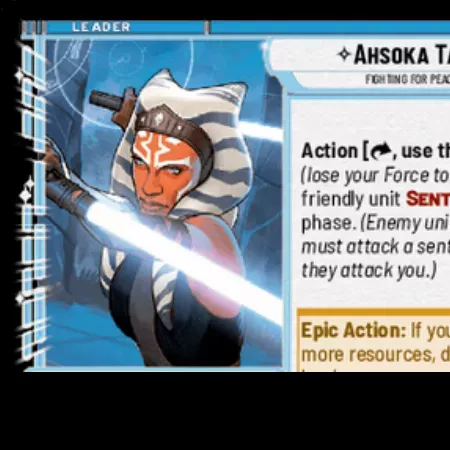 LEADER
AHSOKA TA
FIGHTING FOR PEAC
Action [, use th
(lose your Force to
friendly unit SENT
phase. (Enemy uni
must attack a sent
they attack you.)
Epic Action: If you
more resources, d